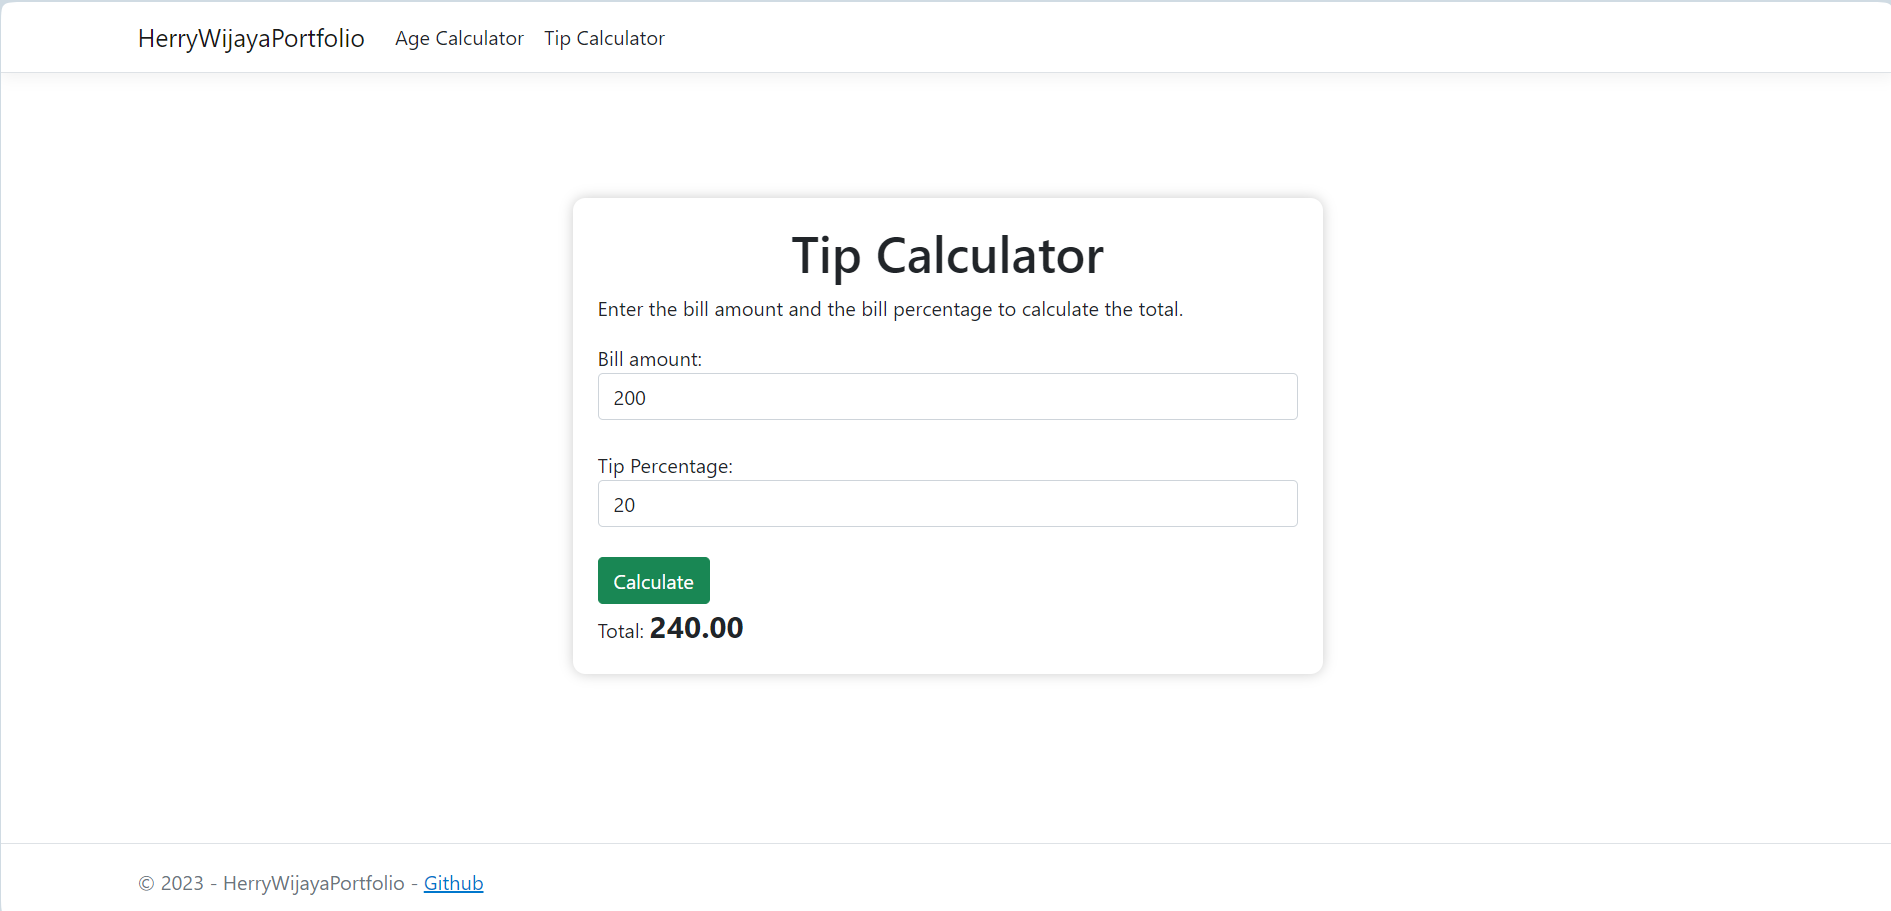 HerryWijayaPortfolio Age Calculator Tip Calculator
Tip Calculator
Enter the bill amount and the bill percentage to calculate the total.
Bill amount:
200
Tip Percentage:
20
Calculate
Total: 240.00
© 2023 - HerryWijayaPortfolio - Github